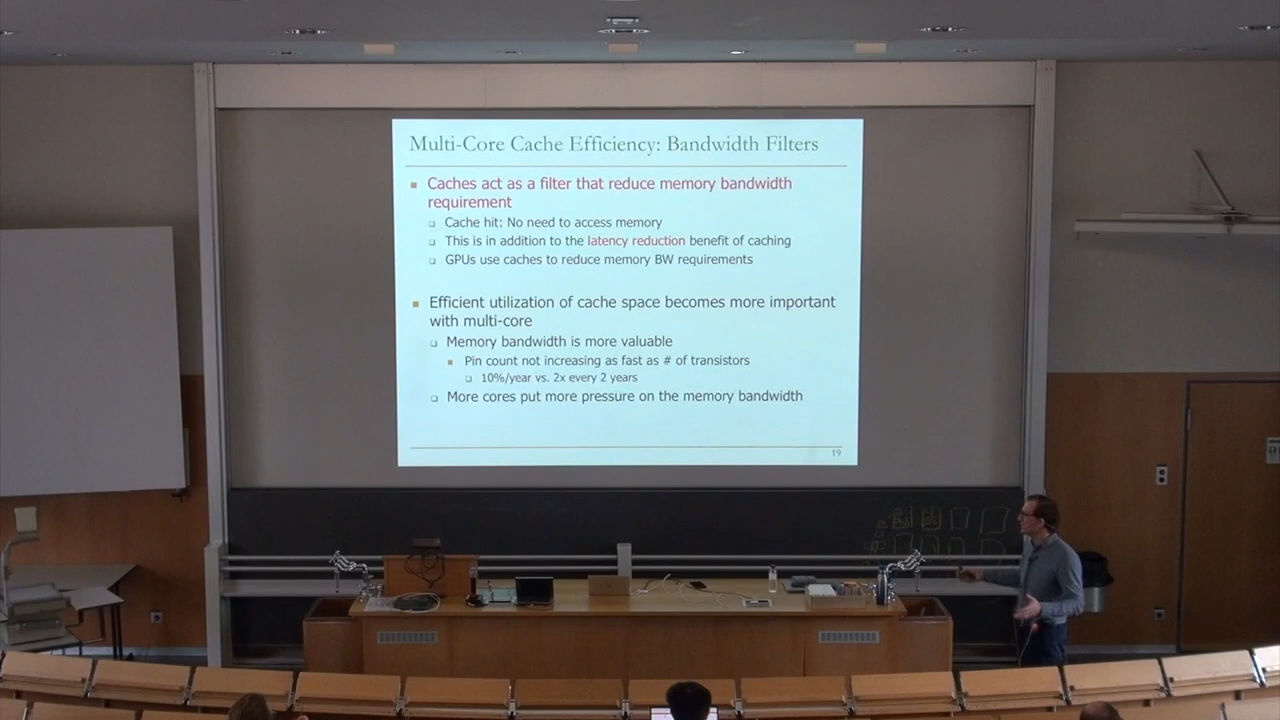 Multi-Core Cache Efficiency: Bandwidth Filters
Caches act as a filter that reduce memory bandwidth
requirement
Cache hit: No need to access memory
This is in addition to the latency reduction benefit of caching
GPUs use caches to reduce memory BW requirements
Efficient utilization of cache space becomes more important
with multi-core
Memory bandwidth is more valuable
Pin count not increasing as fast as # of transistors
10%/year vs. 2x every 2 years
More cores put more pressure on the memory bandwidth
19